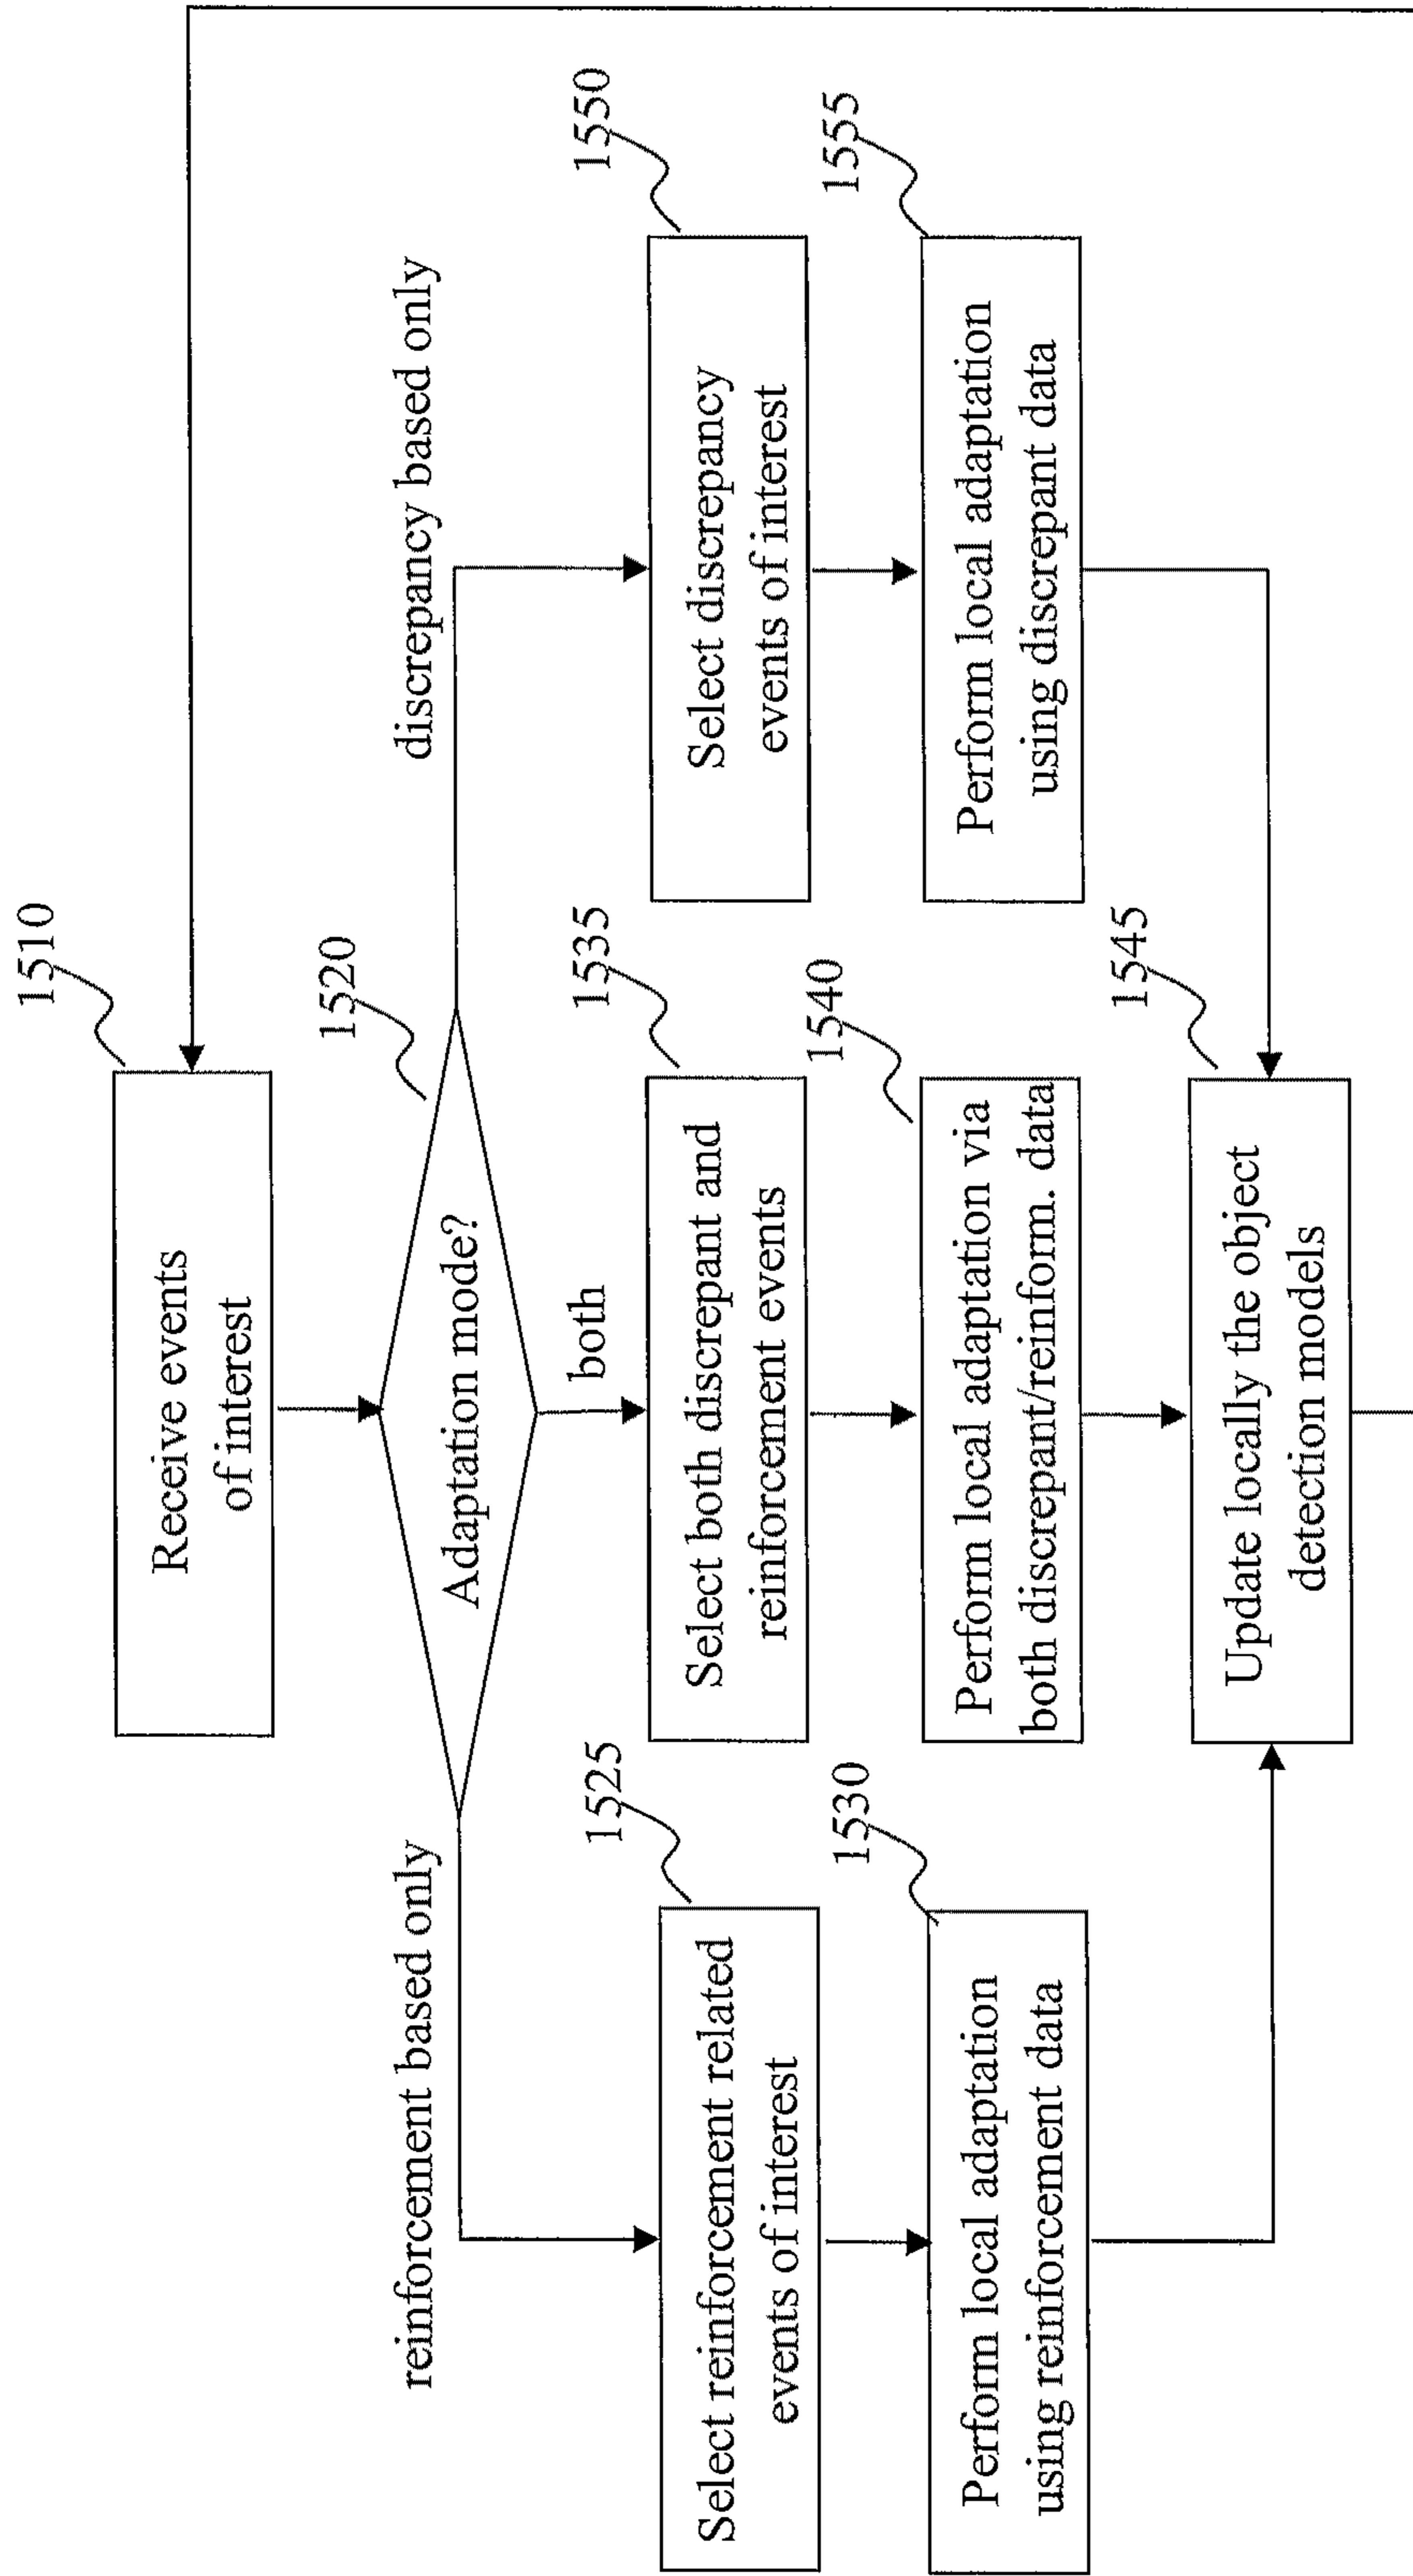 1510
Receive events
of interest
1520
Adaptation mode?
reinforcement based only
both
discrepancy based only
1525
Select reinforcement related
events of interest
1535
Select both discrepant and
reinforcement events
1550
Select discrepancy
events of interest
1530
Perform local adaptation
using reinforcement data
1540
Perform local adaptation via
both discrepant/reinform. data
1555
Perform local adaptation
using discrepant data
1545
Update locally the object
detection models